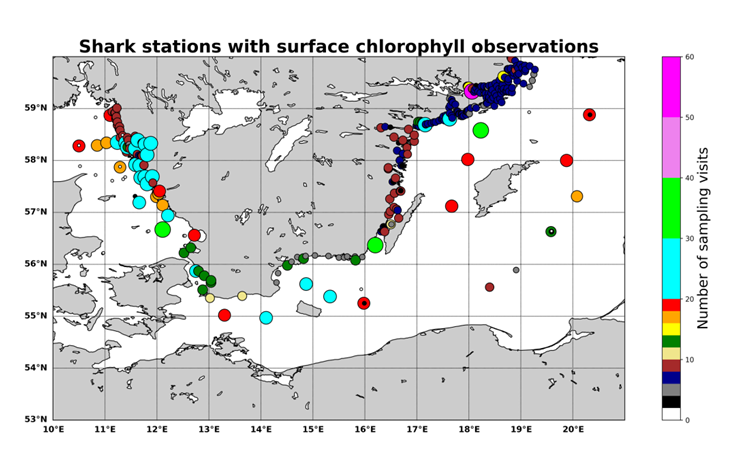 Shark stations with surface chlorophyll observations
60
59°N
50
58°N
40
57°N
30
56°N
20
55°N
10
54°N
53°N
0
10°E 11°E 12°E 13°E 14°E 15°E 16°E 17°E 18°E 19°E 20°E
Number of sampling visits